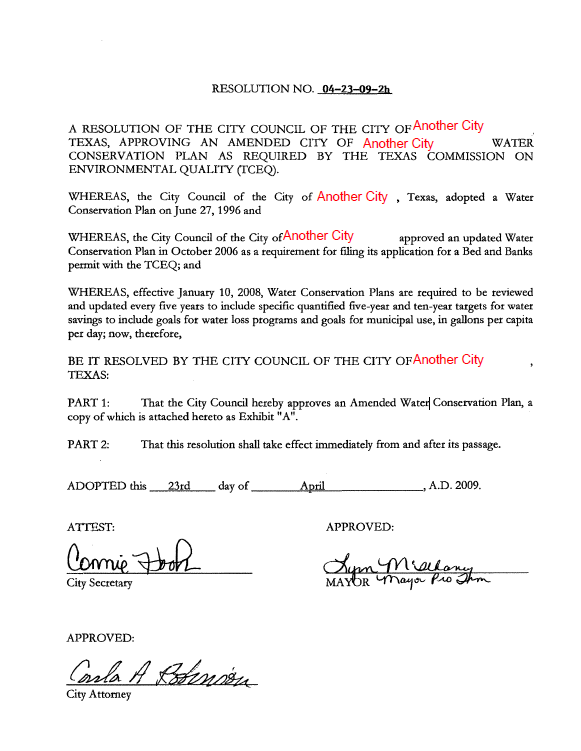 RESOLUTION NO. 04-23-09-2h
A RESOLUTION OF THE CITY COUNCIL OF THE CITY OF Another City ,
TEXAS, APPROVING AN AMENDED CITY OF Another City WATER
CONSERVATION PLAN AS REQUIRED BY THE TEXAS COMMISSION ON
ENVIRONMENTAL QUALITY (TCEQ).
WHEREAS, the City Council of the City of Another City , Texas, adopted a Water
Conservation Plan on June 27, 1996 and
WHEREAS, the City Council of the City of Another City approved an updated Water
Conservation Plan in October 2006 as a requirement for filing its application for a Bed and Banks
permit with the TCEQ; and
WHEREAS, effective January 10, 2008, Water Conservation Plans are required to be reviewed
and updated every five years to include specific quantified five-year and ten-year targets for water
savings to include goals for water loss programs and goals for municipal use, in gallons per capita
per day; now, therefore,
BE IT RESOLVED BY THE CITY COUNCIL OF THE CITY OF Another City ,
TEXAS:
PART 1: That the City Council hereby approves an Amended Water Conservation Plan, a
copy of which is attached hereto as Exhibit "A".
PART 2: That this resolution shall take effect immediately from and after its passage.
ADOPTED this 23rd day of April , A.D. 2009.
ATTEST: APPROVED:
Connie
City Secretary
Lynn
MAYOR Mayor Pro Tem
APPROVED:
Carla A Robinson
City Attorney